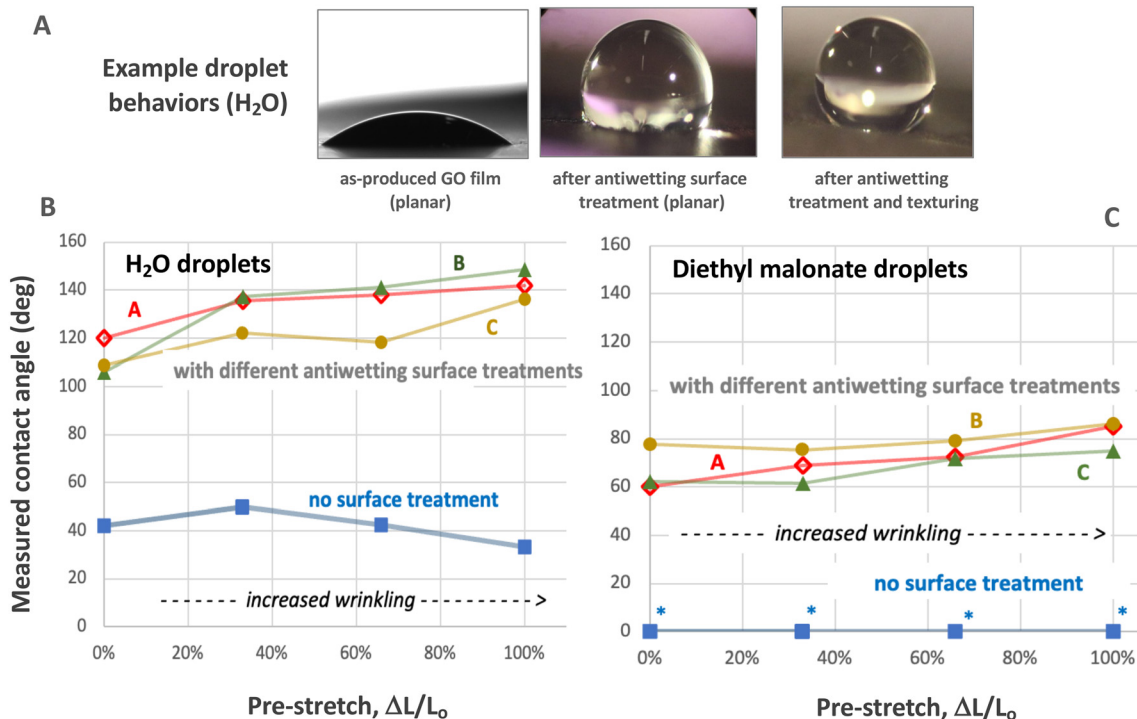 A
Example droplet
behaviors (H₂O)
as-produced GO film
(planar)
after antiwetting surface
treatment (planar)
after antiwetting
treatment and texturing
B
Measured contact angle (deg)
160
140
120
100
80
60
40
20
0
H₂O droplets
A
B
C
with different antiwetting surface treatments
no surface treatment
increased wrinkling
0%
20%
40%
60%
80%
100%
Pre-stretch, ΔL/Lₒ
C
160
140
120
100
80
60
40
20
0
Diethyl malonate droplets
with different antiwetting surface treatments
A
B
C
increased wrinkling
no surface treatment
* * * *
0%
20%
40%
60%
80%
100%
Pre-stretch, ΔL/Lₒ